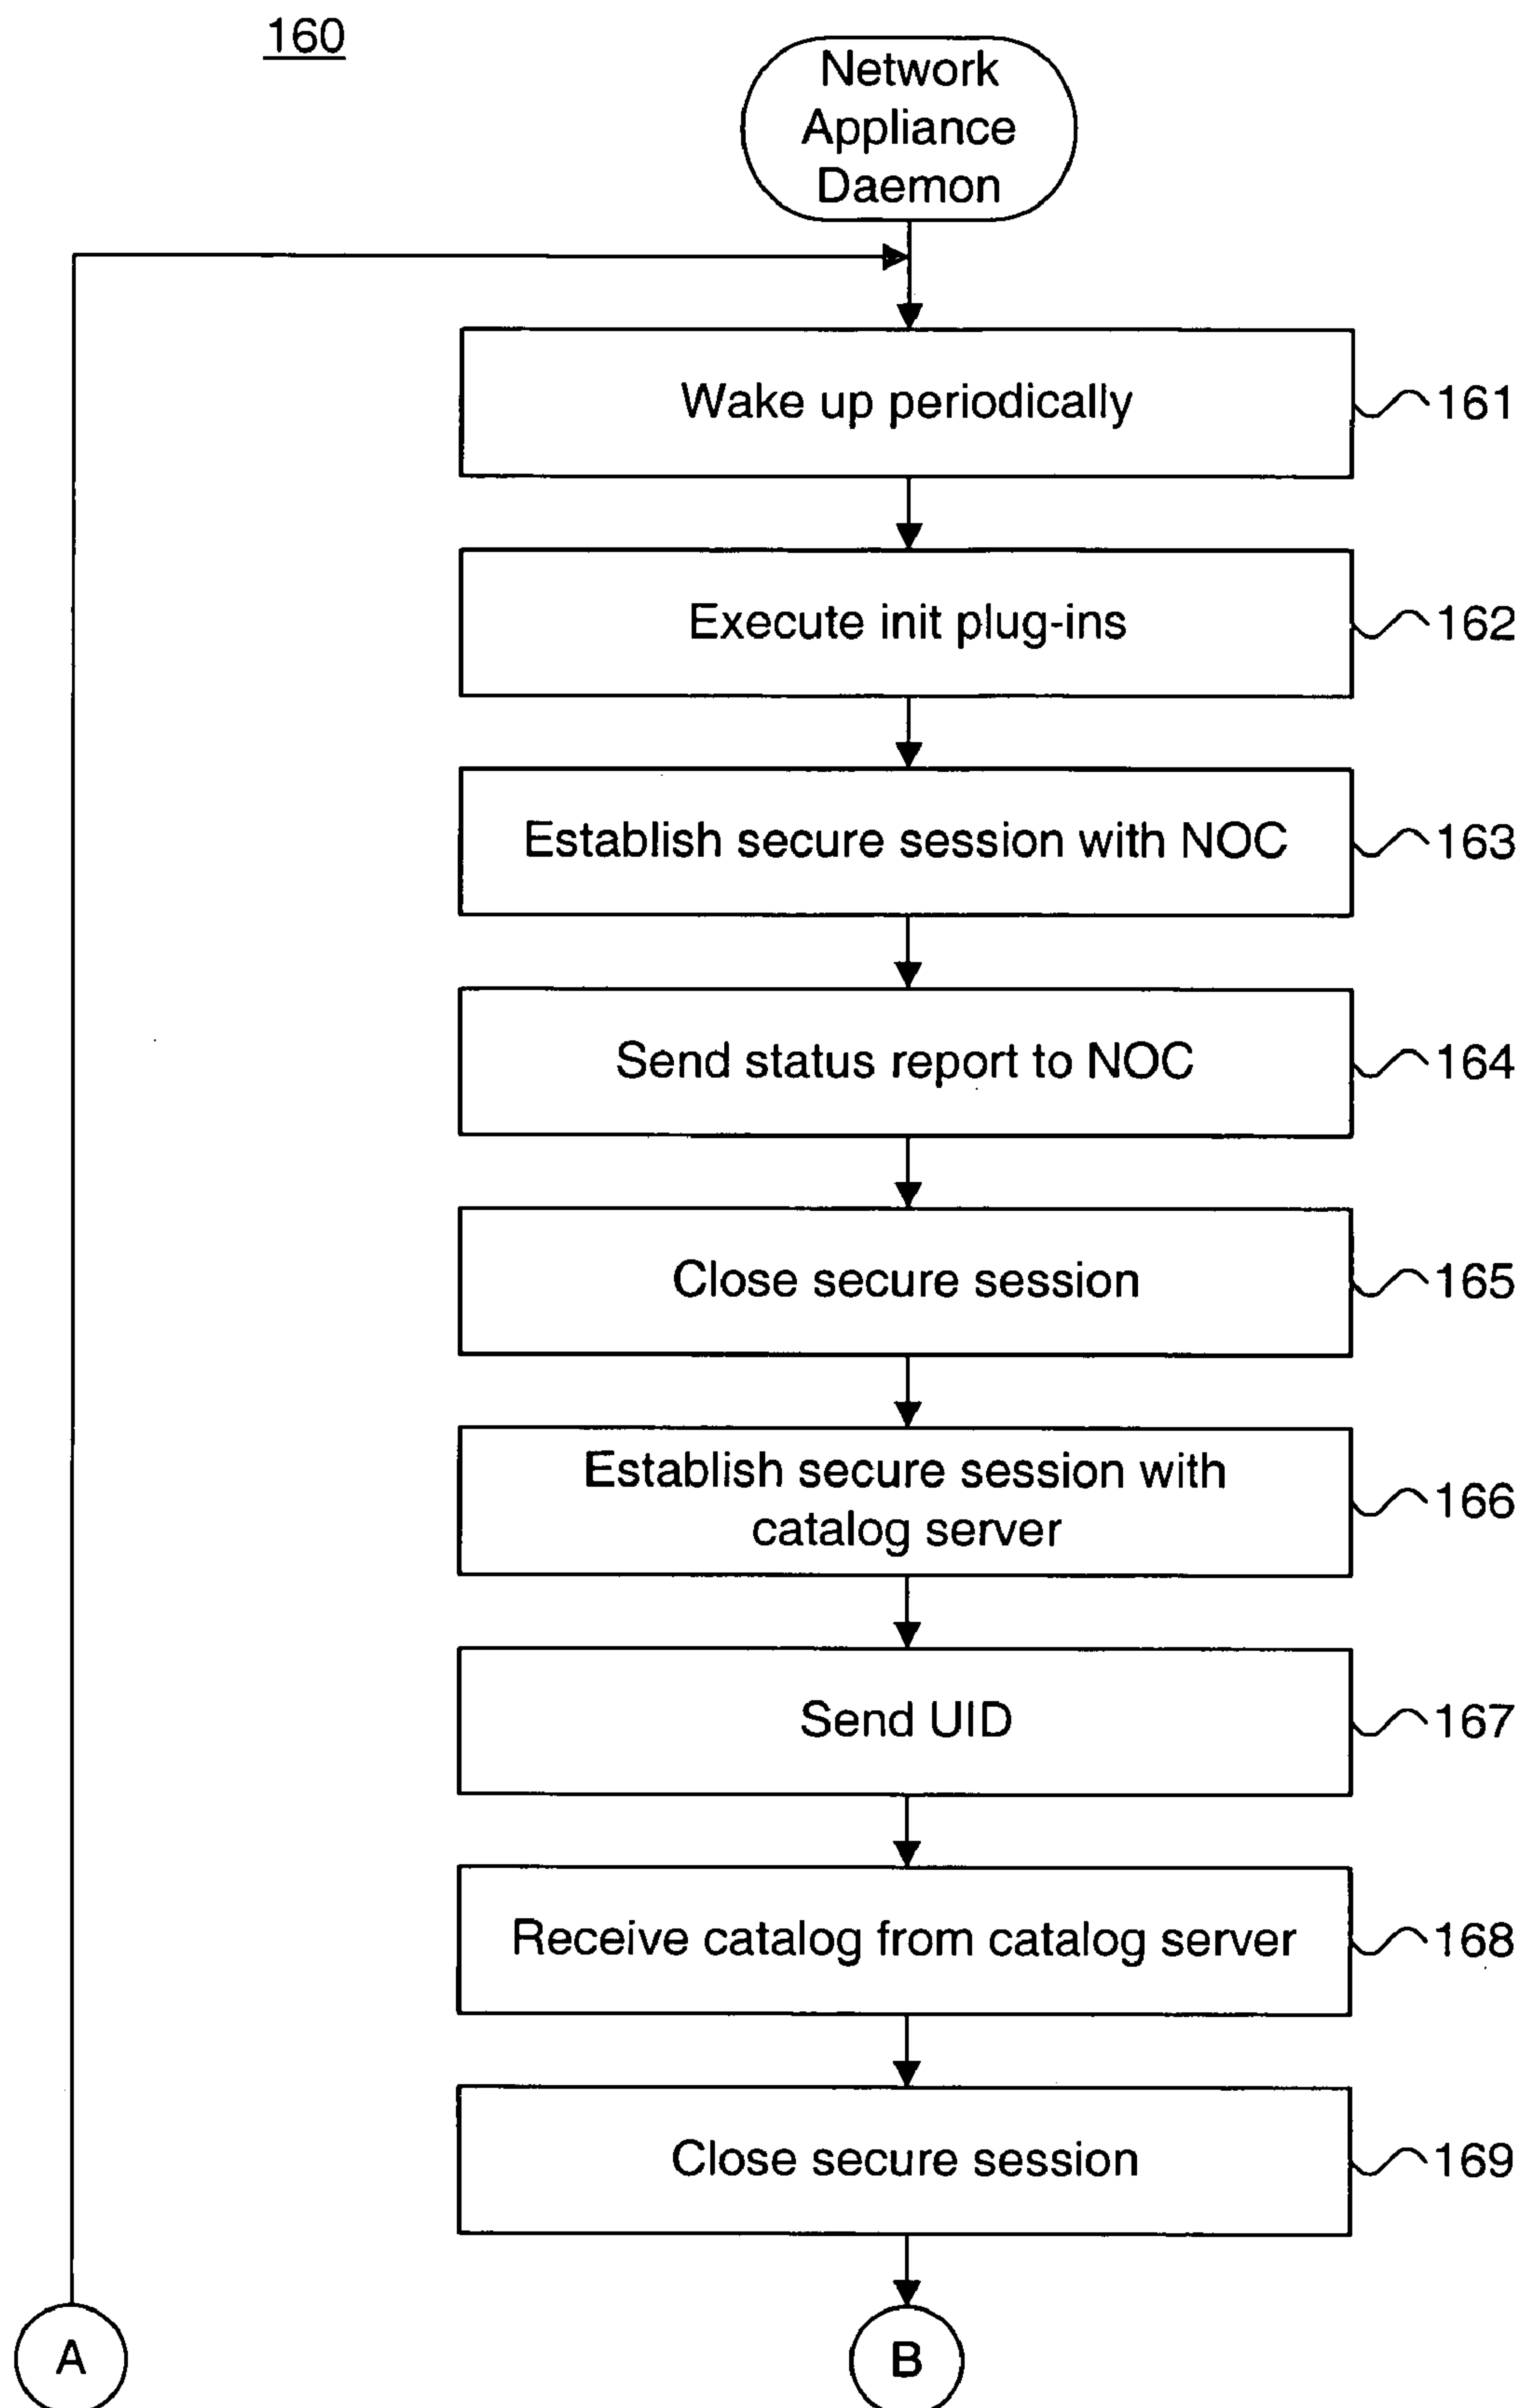 160
Network
Appliance
Daemon
Wake up periodically
161
Execute init plug-ins
162
Establish secure session with NOC
163
Send status report to NOC
164
Close secure session
165
Establish secure session with
catalog server
166
Send UID
167
Receive catalog from catalog server
168
Close secure session
169
A
B